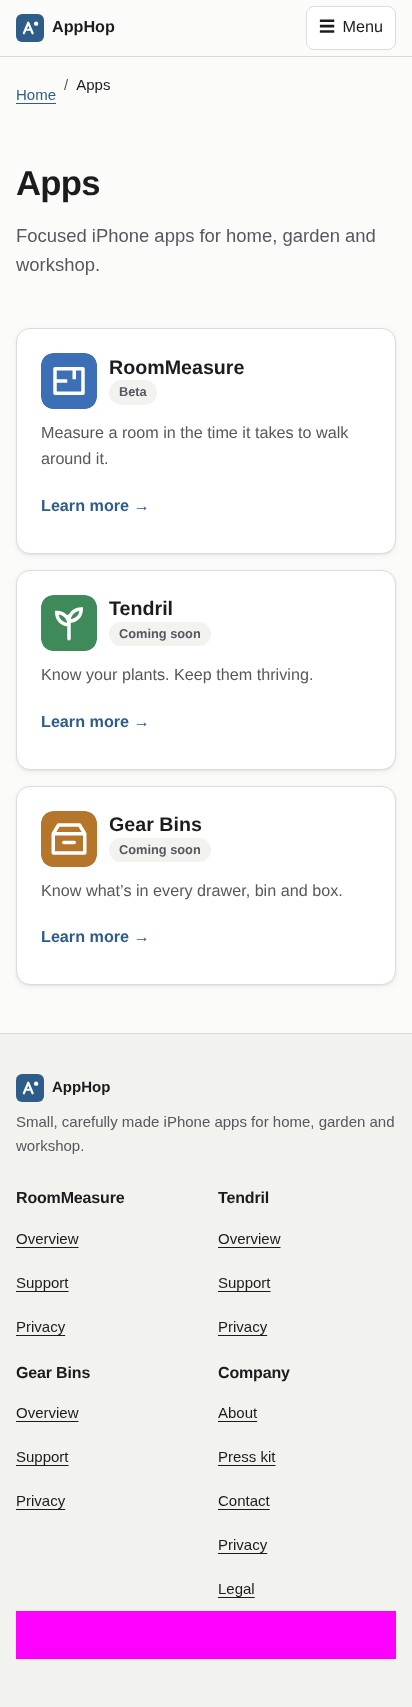 AppHop
☰ Menu
Home / Apps
Apps
Focused iPhone apps for home, garden and
workshop.
RoomMeasure
Beta
Measure a room in the time it takes to walk
around it.
Learn more →
Tendril
Coming soon
Know your plants. Keep them thriving.
Learn more →
Gear Bins
Coming soon
Know what’s in every drawer, bin and box.
Learn more →
AppHop
Small, carefully made iPhone apps for home, garden and
workshop.
RoomMeasure
Overview
Support
Privacy
Tendril
Overview
Support
Privacy
Gear Bins
Overview
Support
Privacy
Company
About
Press kit
Contact
Privacy
Legal